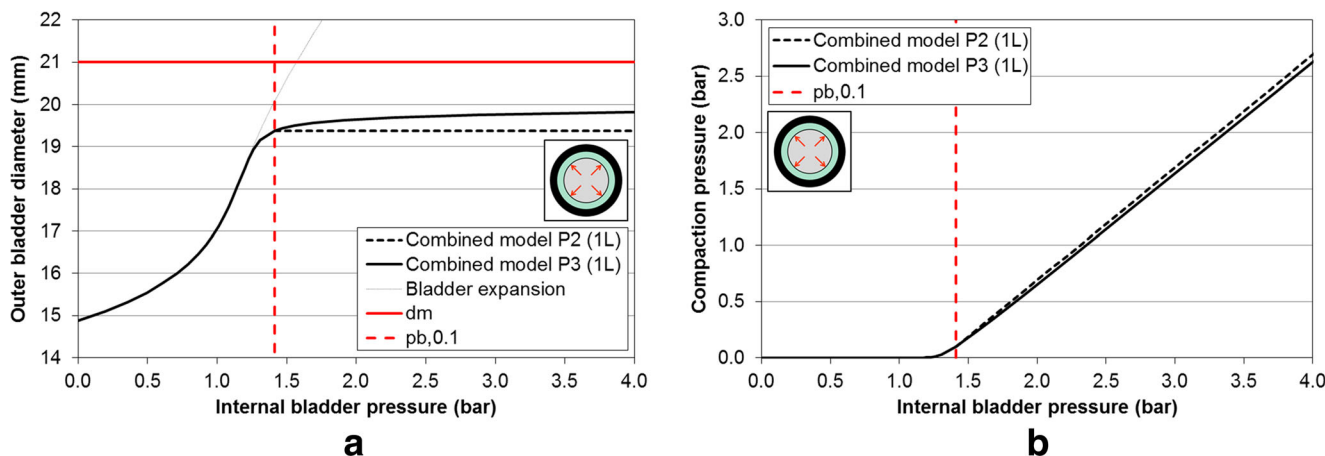 22
21
20
19
18
17
16
15
14
Outer bladder diameter (mm)
Combined model P2 (1L)
Combined model P3 (1L)
Bladder expansion
dm
pb,0.1
0.0 0.5 1.0 1.5 2.0 2.5 3.0 3.5 4.0
Internal bladder pressure (bar)
a
3.0
2.5
2.0
1.5
1.0
0.5
0.0
Compaction pressure (bar)
Combined model P2 (1L)
Combined model P3 (1L)
pb,0.1
0.0 0.5 1.0 1.5 2.0 2.5 3.0 3.5 4.0
Internal bladder pressure (bar)
b